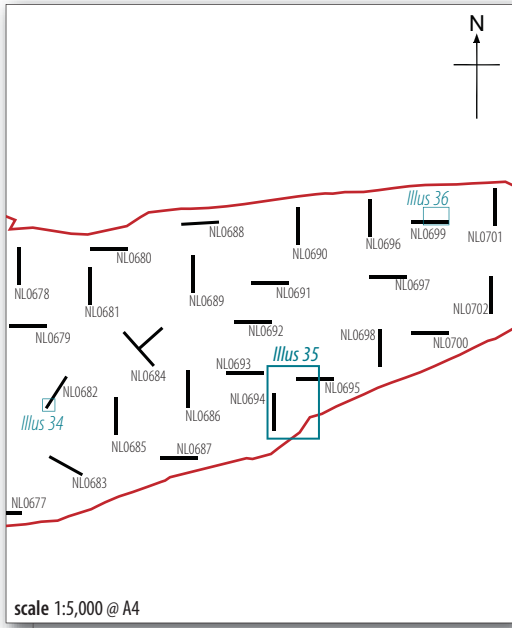 N
Illus 36
NL0688
NL0699
NL0701
NL0696
NL0690
NL0680
NL0678
NL0689
NL0691
NL0697
NL0681
NL0702
NL0692
NL0679
NL0698
NL0700
Illus 35
NL0684
NL0693
NL0682
NL0694
NL0695
NL0686
Illus 34
NL0685
NL0687
NL0683
NL0677
scale 1:5,000 @ A4